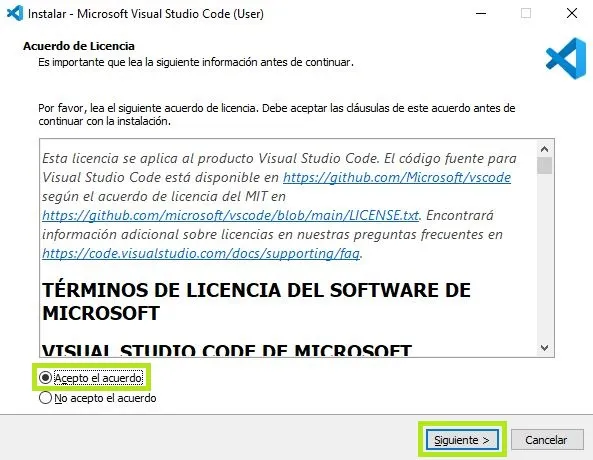 Instalar - Microsoft Visual Studio Code (User)
Acuerdo de Licencia
Es importante que lea la siguiente información antes de continuar.
Por favor, lea el siguiente acuerdo de licencia. Debe aceptar las cláusulas de este acuerdo antes de
continuar con la instalación.
Esta licencia se aplica al producto Visual Studio Code. El código fuente para
Visual Studio Code está disponible en https://github.com/Microsoft/vscode
según el acuerdo de licencia del MIT en
https://github.com/microsoft/vscode/blob/main/LICENSE.txt. Encontrará
información adicional sobre licencias en nuestras preguntas frecuentes en
https://code.visualstudio.com/docs/supporting/faq.
TÉRMINOS DE LICENCIA DEL SOFTWARE DE
MICROSOFT
VISUAL STUDIO CODE DE MICROSOFT
Acepto el acuerdo
No acepto el acuerdo
Siguiente >
Cancelar